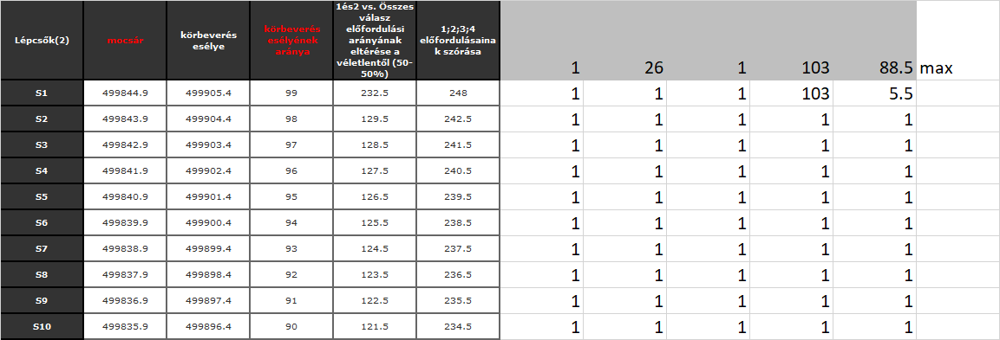 Lépcsők(2) mocsár körbeverés esélye körbeverés esélyének aránya 1és2 vs. Összes válasz előfordulási arányának eltérése a véletlentől (50-50%) 1;2;3;4 előfordulásainak szórása 1 26 1 103 88.5 max
S1 499844.9 499905.4 99 232.5 248 1 1 1 103 5.5
S2 499843.9 499904.4 98 129.5 242.5 1 1 1 1 1
S3 499842.9 499903.4 97 128.5 241.5 1 1 1 1 1
S4 499841.9 499902.4 96 127.5 240.5 1 1 1 1 1
S5 499840.9 499901.4 95 126.5 239.5 1 1 1 1 1
S6 499839.9 499900.4 94 125.5 238.5 1 1 1 1 1
S7 499838.9 499899.4 93 124.5 237.5 1 1 1 1 1
S8 499837.9 499898.4 92 123.5 236.5 1 1 1 1 1
S9 499836.9 499897.4 91 122.5 235.5 1 1 1 1 1
S10 499835.9 499896.4 90 121.5 234.5 1 1 1 1 1